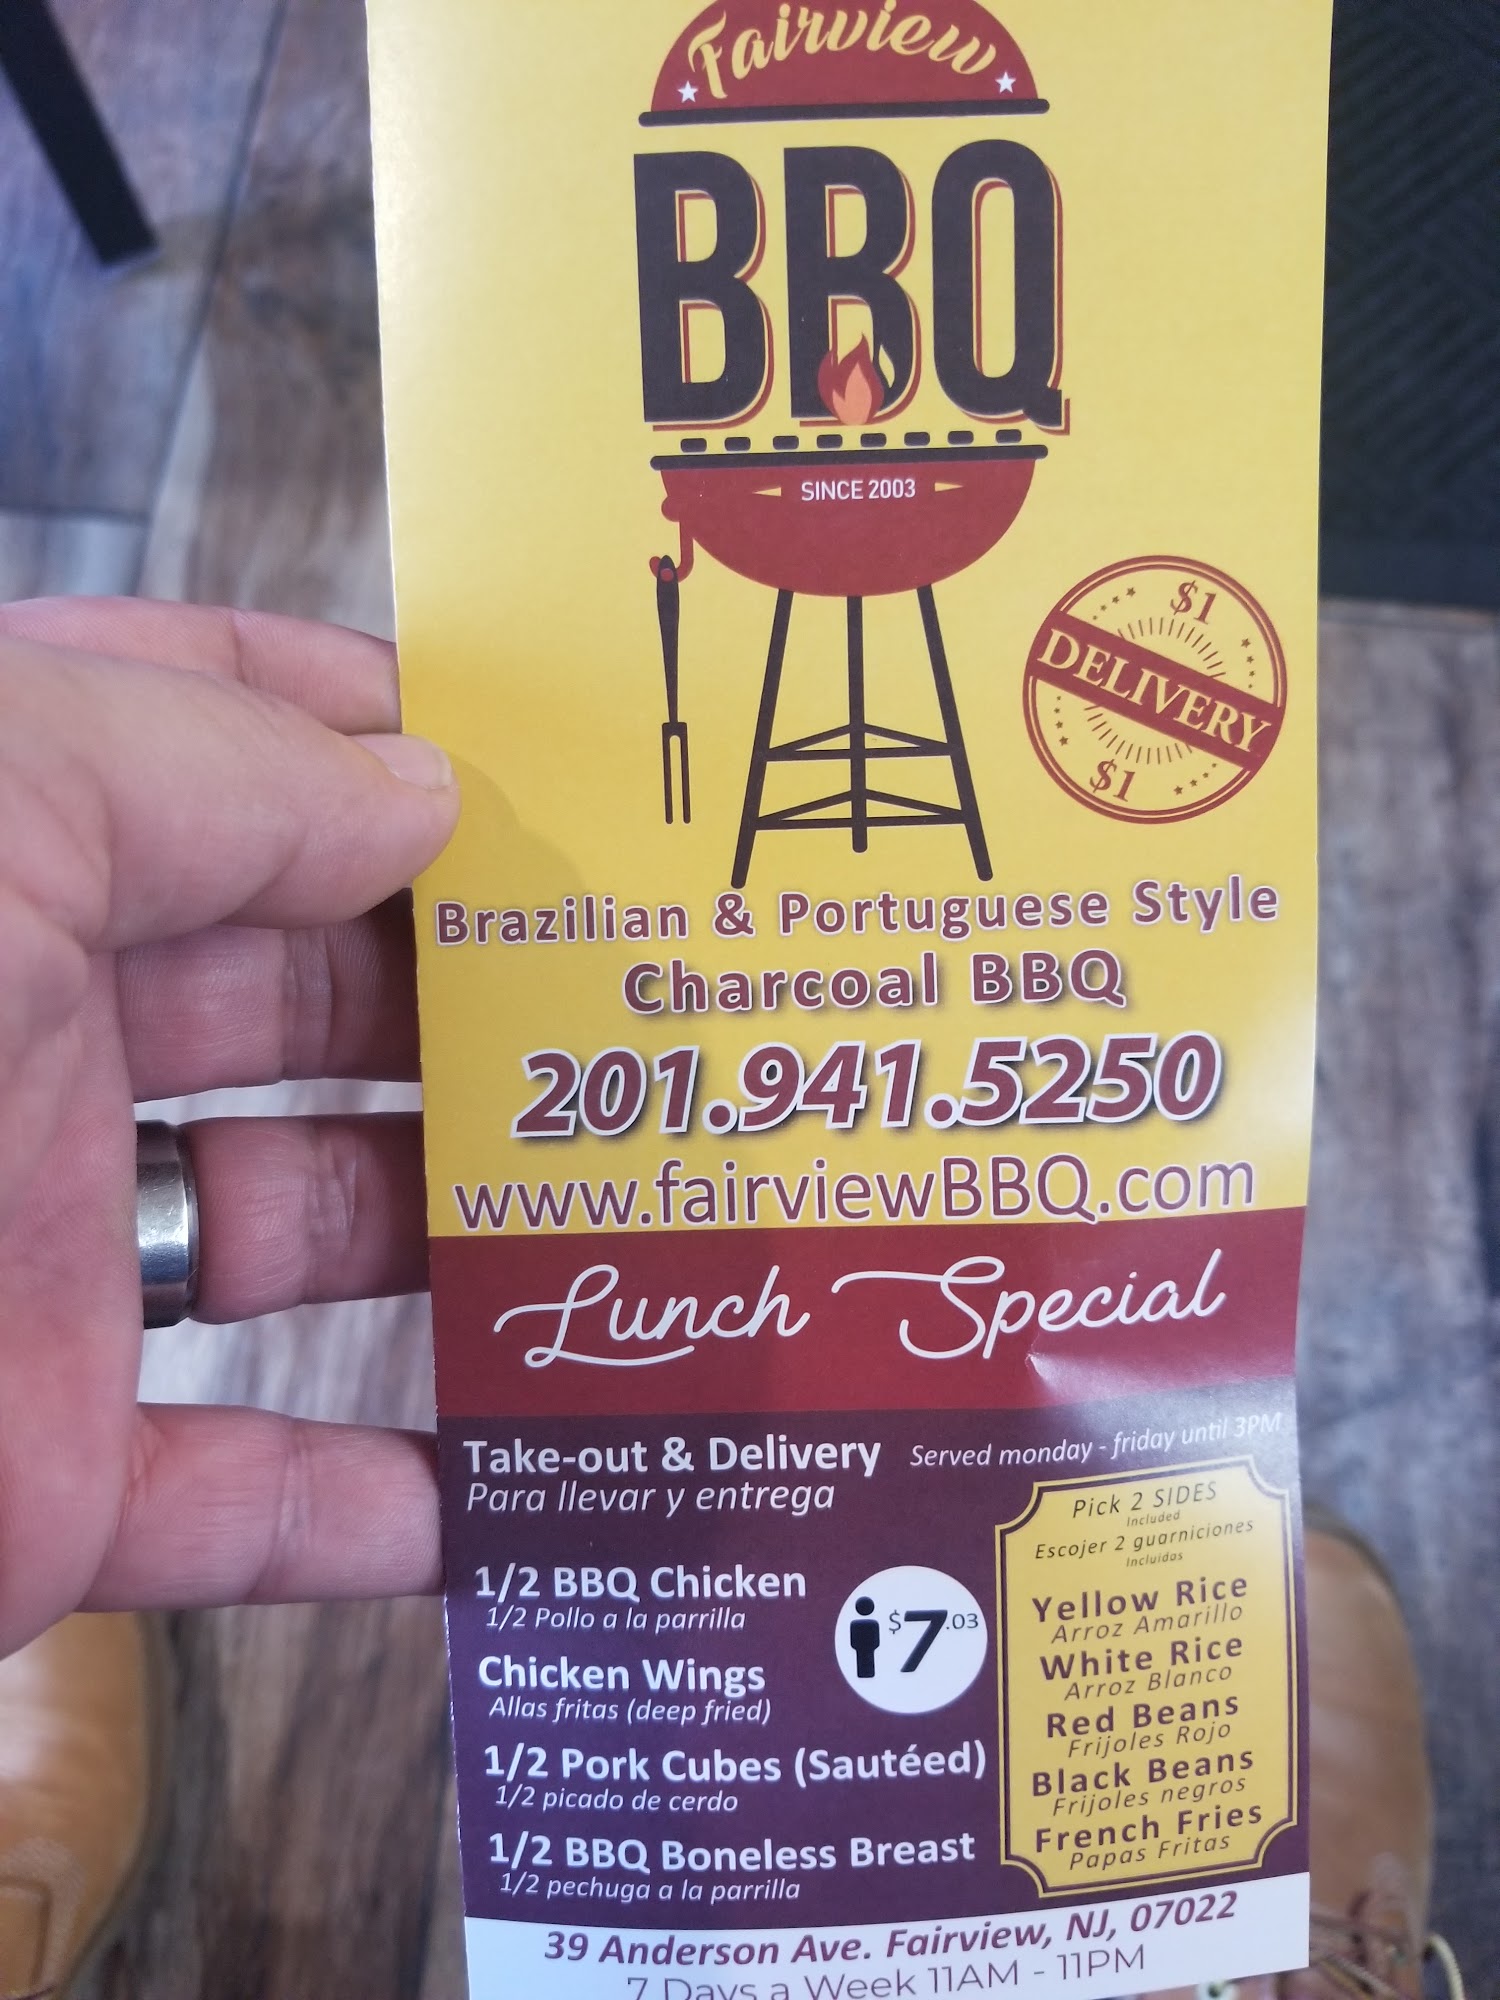 Fairview
BBQ
SINCE 2003
$1
DELIVERY
$1
Brazilian & Portuguese Style
Charcoal BBQ
201.941.5250
www.fairviewBBQ.com
Lunch Special
Take-out & Delivery
Para llevar y entrega
Served monday - friday until 3PM
1/2 BBQ Chicken
1/2 Pollo a la parrilla
Chicken Wings
Allas fritas (deep fried)
1/2 Pork Cubes (Sautéed)
1/2 picado de cerdo
1/2 BBQ Boneless Breast
1/2 pechuga a la parrilla
$7.03
Pick 2 SIDES
Included
Escojer 2 guarniciones
Incluidas
Yellow Rice
Arroz Amarillo
White Rice
Arroz Blanco
Red Beans
Frijoles Rojo
Black Beans
Frijoles negros
French Fries
Papas Fritas
39 Anderson Ave. Fairview, NJ, 07022
7 Days a Week 11AM - 11PM